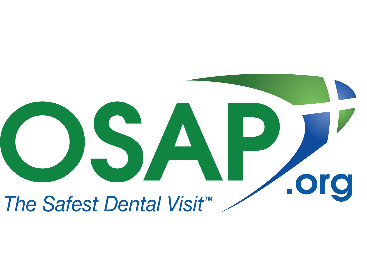 OSAP
.org
The Safest Dental Visit™